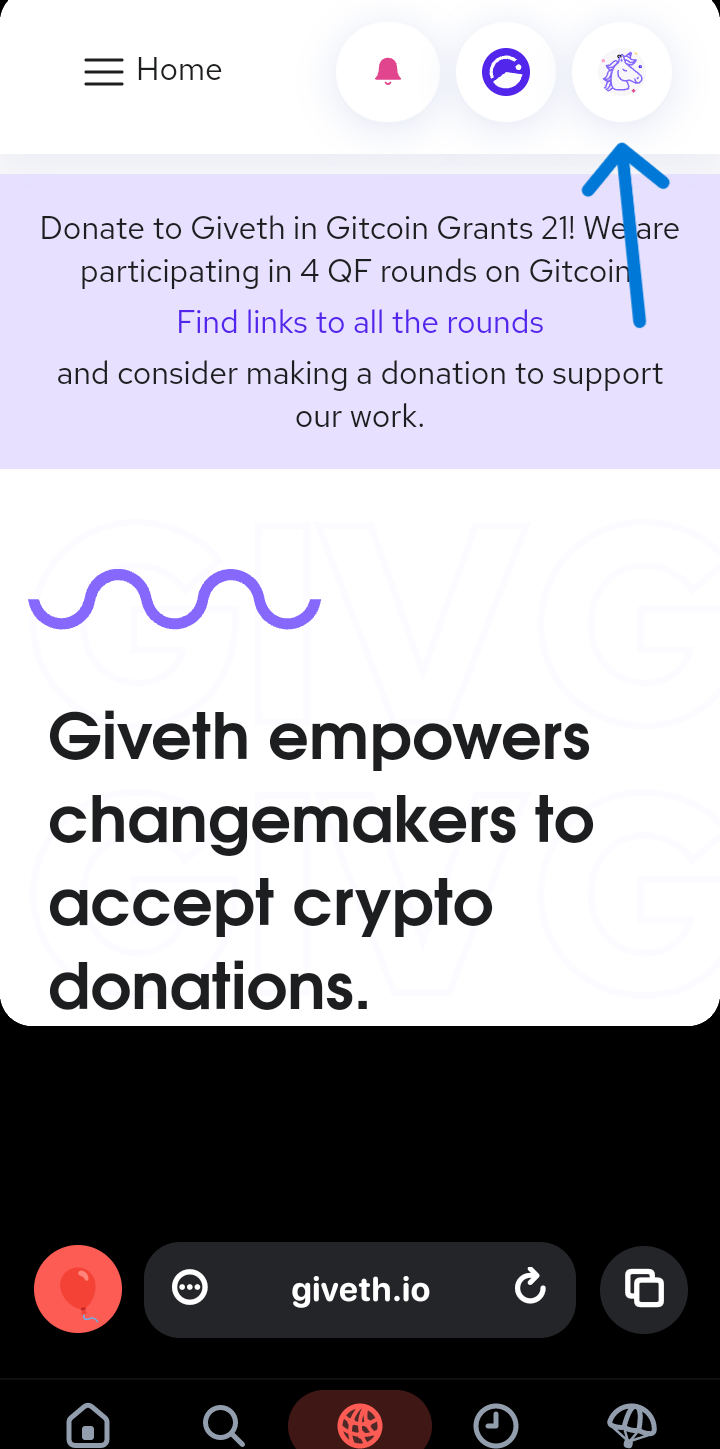 Home
Donate to Giveth in Gitcoin Grants 21! We are
participating in 4 QF rounds on Gitcoin
Find links to all the rounds
and consider making a donation to support
our work.
GIVG
GIVG
Giveth empowers
changemakers to
accept crypto
donations.
giveth.io